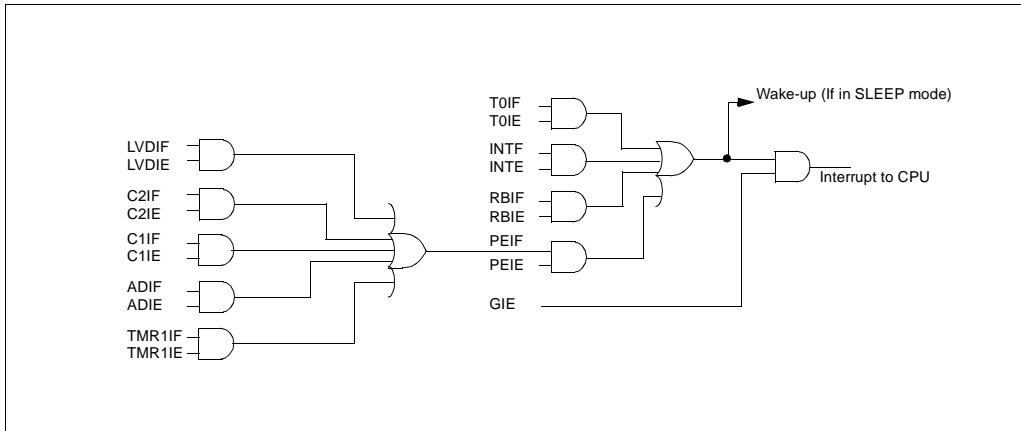 LVDIF
LVDIE
C2IF
C2IE
C1IF
C1IE
ADIF
ADIE
TMR1IF
TMR1IE
T0IF
T0IE
INTF
INTE
RBIF
RBIE
PEIF
PEIE
GIE
Wake-up (If in SLEEP mode)
Interrupt to CPU